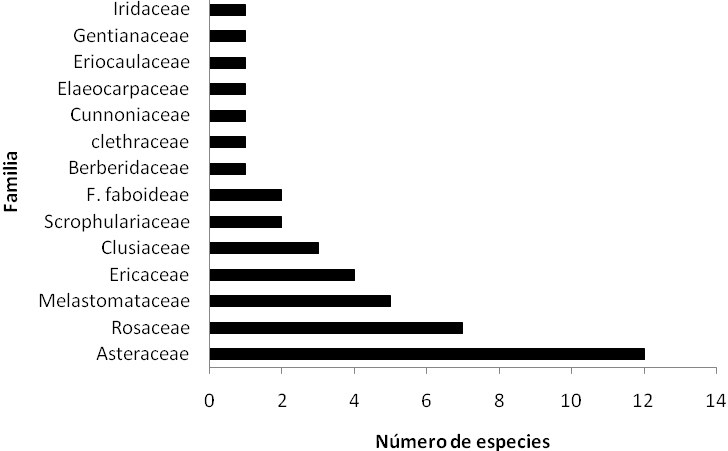 Iridaceae
Gentianaceae
Eriocaulaceae
Elaeocarpaceae
Cunnoniaceae
clethraceae
Berberidaceae
F. faboideae
Scrophulariaceae
Clusiaceae
Ericaceae
Melastomataceae
Rosaceae
Asteraceae
Familia
0 2 4 6 8 10 12 14
Número de especies